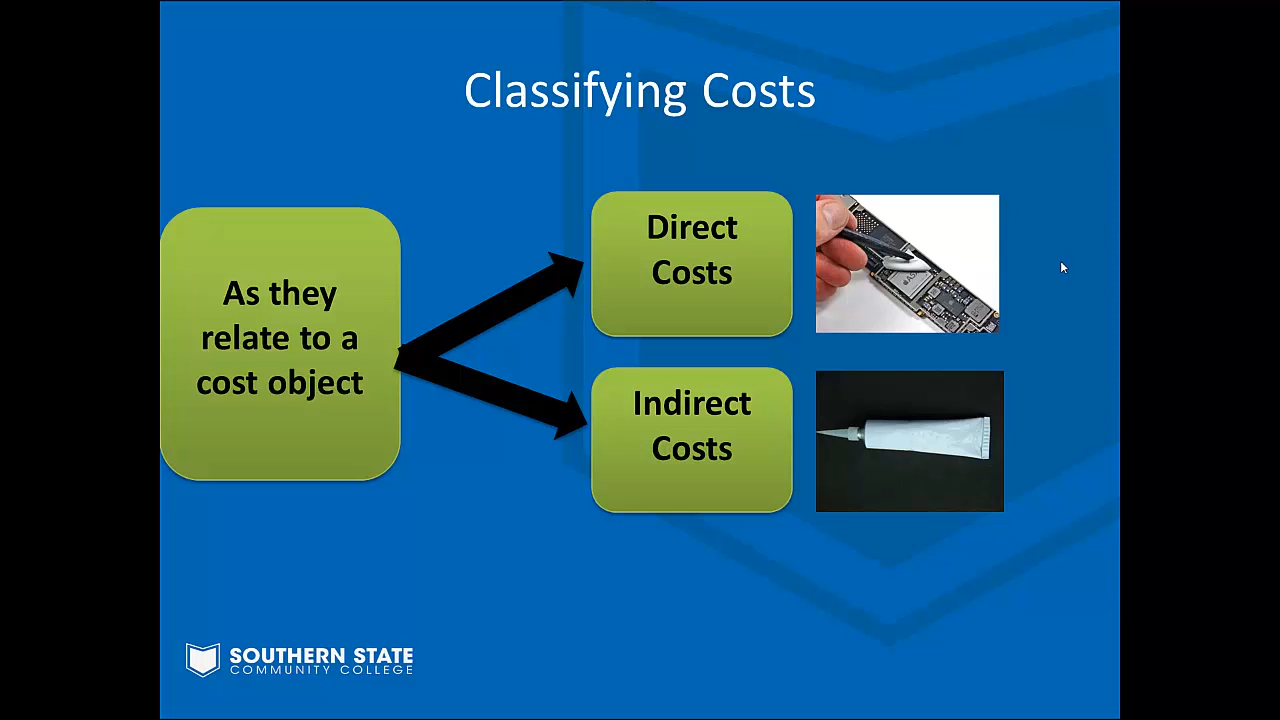 Classifying Costs
As they
relate to a
cost object
Direct
Costs
Indirect
Costs
SOUTHERN STATE
COMMUNITY COLLEGE